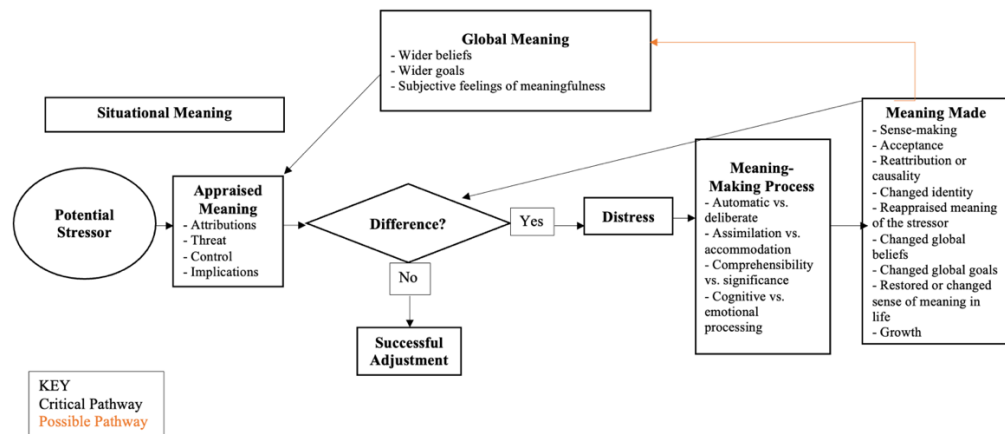 Global Meaning
- Wider beliefs
- Wider goals
- Subjective feelings of meaningfulness
Situational Meaning
Potential
Stressor
Appraised
Meaning
- Attributions
- Threat
- Control
- Implications
Difference?
Yes
No
Successful
Adjustment
Distress
Meaning-
Making Process
- Automatic vs.
deliberate
- Assimilation vs.
accommodation
- Comprehensibility
vs. significance
- Cognitive vs.
emotional
processing
Meaning Made
- Sense-making
- Acceptance
- Reattribution or
causality
- Changed identity
- Reappraised meaning
of the stressor
- Changed global
beliefs
- Changed global goals
- Restored or changed
sense of meaning in
life
- Growth
KEY
Critical Pathway
Possible Pathway